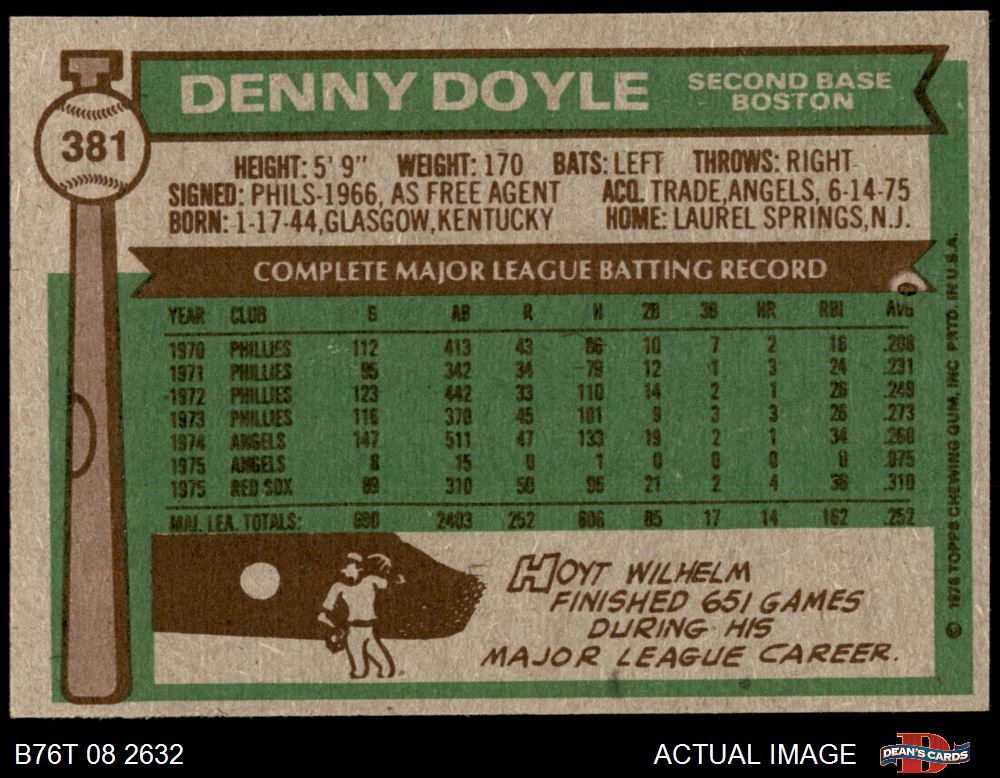 DENNY DOYLE
SECOND BASE
BOSTON
381
HEIGHT: 5'9" WEIGHT: 170 BATS: LEFT THROWS: RIGHT
SIGNED: PHILS-1966, AS FREE AGENT ACQ. TRADE, ANGELS, 6-14-75
BORN: 1-17-44, GLASGOW, KENTUCKY HOME: LAUREL SPRINGS, N.J.
COMPLETE MAJOR LEAGUE BATTING RECORD
YEAR CLUB G AB R H 2B 3B HR RBI AVG
1970 PHILLIES 112 413 43 86 10 7 2 16 .208
1971 PHILLIES 95 342 34 79 12 1 3 24 .231
1972 PHILLIES 123 442 33 110 14 2 1 26 .249
1973 PHILLIES 116 370 45 101 9 3 3 26 .273
1974 ANGELS 147 511 47 133 19 2 1 34 .260
1975 ANGELS 8 15 0 1 0 0 0 0 .075
1975 RED SOX 89 310 50 96 21 2 4 36 .310
MAJ. LEA. TOTALS: 690 2403 252 606 85 17 14 162 .252
HOYT WILHELM
FINISHED 651 GAMES
DURING HIS
MAJOR LEAGUE CAREER.
© 1976 TOPPS CHEWING GUM, INC PRTD. IN U.S.A.
B76T 08 2632
ACTUAL IMAGE
DEAN'S CARDS